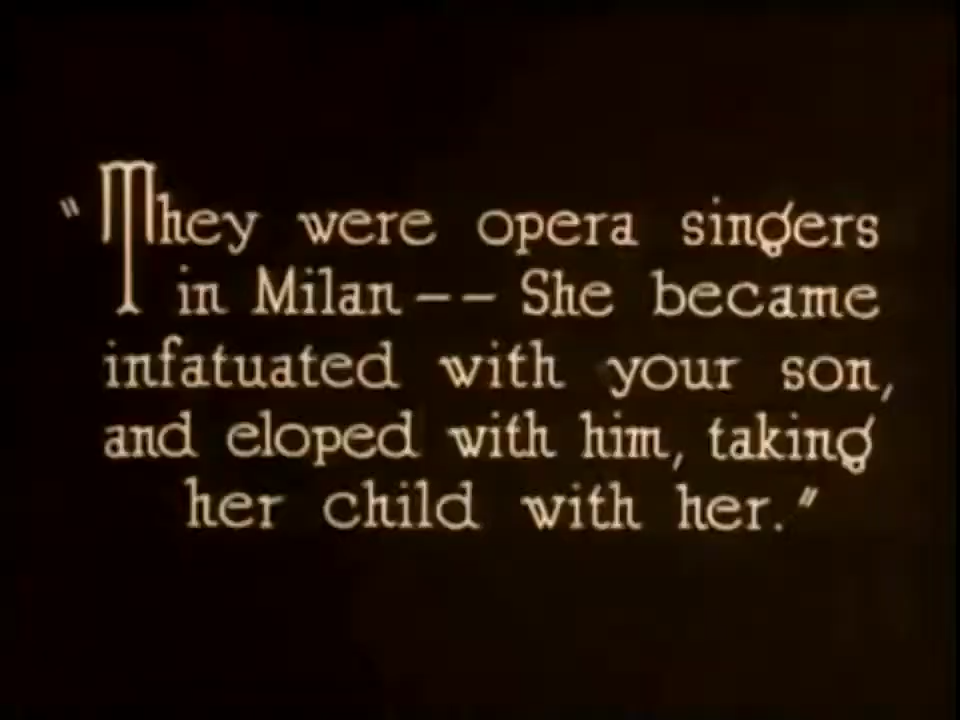 "They were opera singers
in Milan -- She became
infatuated with your son,
and eloped with him, taking
her child with her."